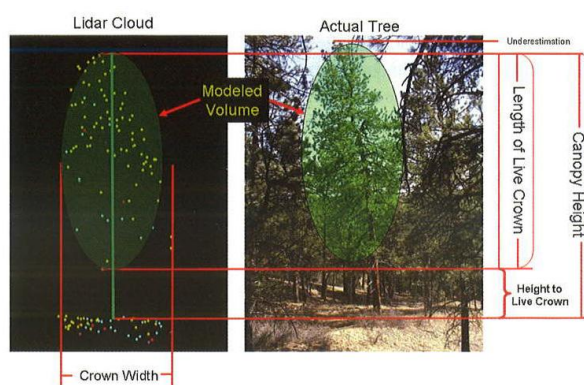 Lidar Cloud
Actual Tree
Underestimation
Modeled
Volume
Length of Live Crown
Canopy Height
Height to
Live Crown
Crown Width